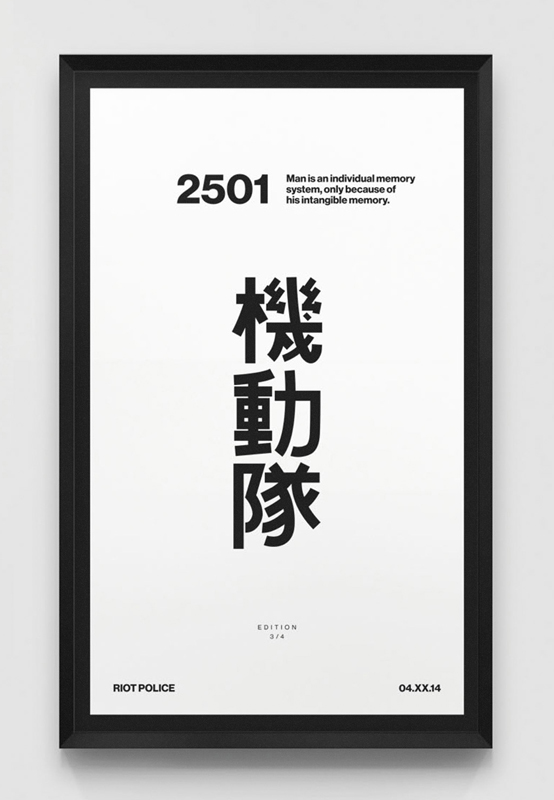 2501
Man is an individual memory
system, only because of
his intangible memory.
機動隊
EDITION
3/4
RIOT POLICE
04.XX.14